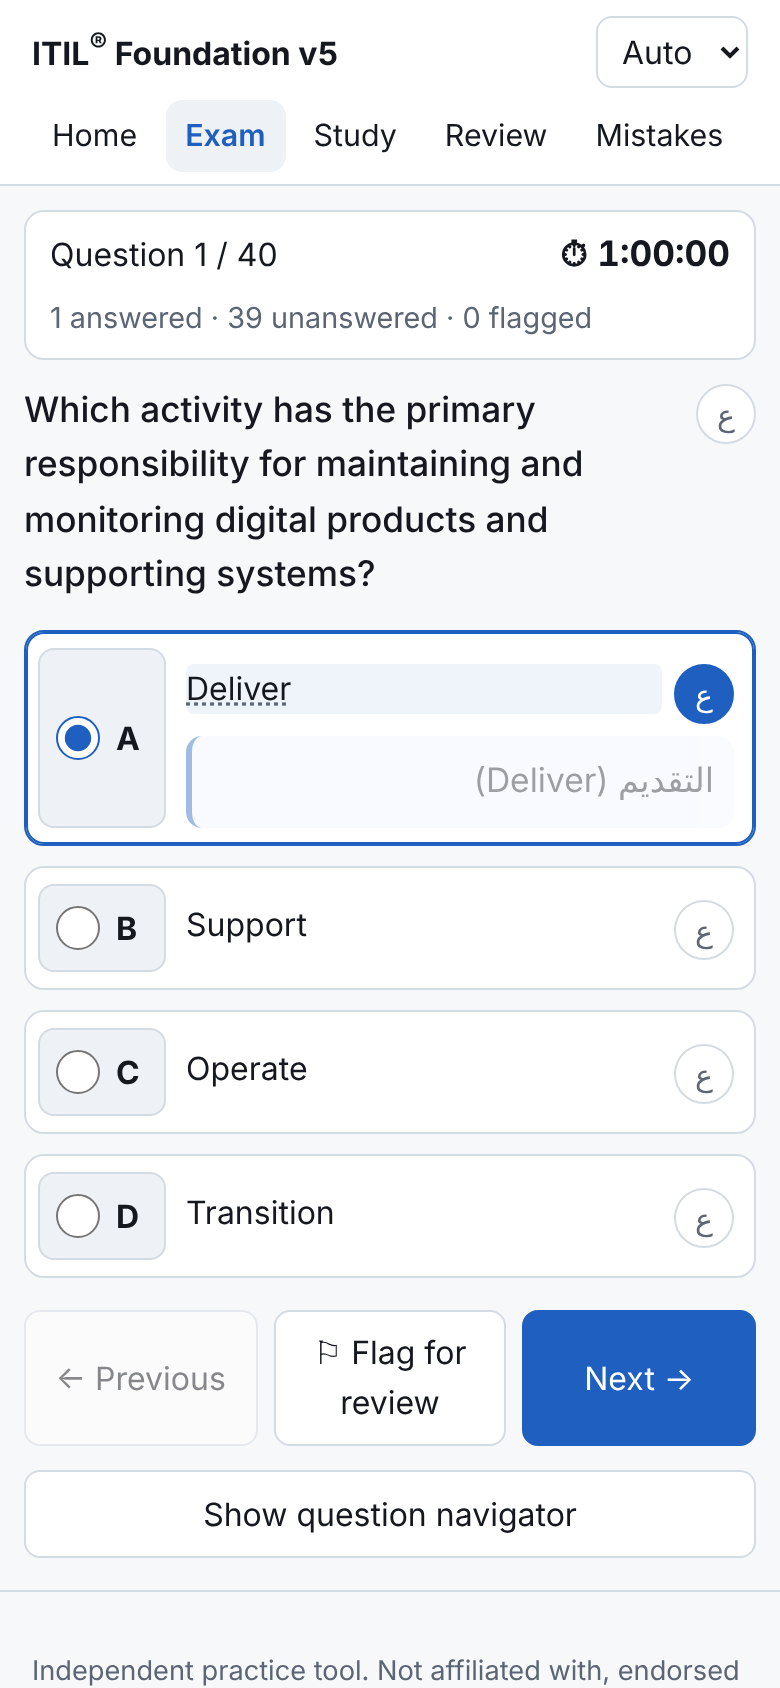 ITIL® Foundation v5
Auto
Home Exam Study Review Mistakes
Question 1 / 40
⏱ 1:00:00
1 answered · 39 unanswered · 0 flagged
Which activity has the primary
responsibility for maintaining and
monitoring digital products and
supporting systems?
ع
A Deliver ع
التقديم (Deliver)
B Support ع
C Operate ع
D Transition ع
← Previous
⚐ Flag for
review
Next →
Show question navigator
Independent practice tool. Not affiliated with, endorsed